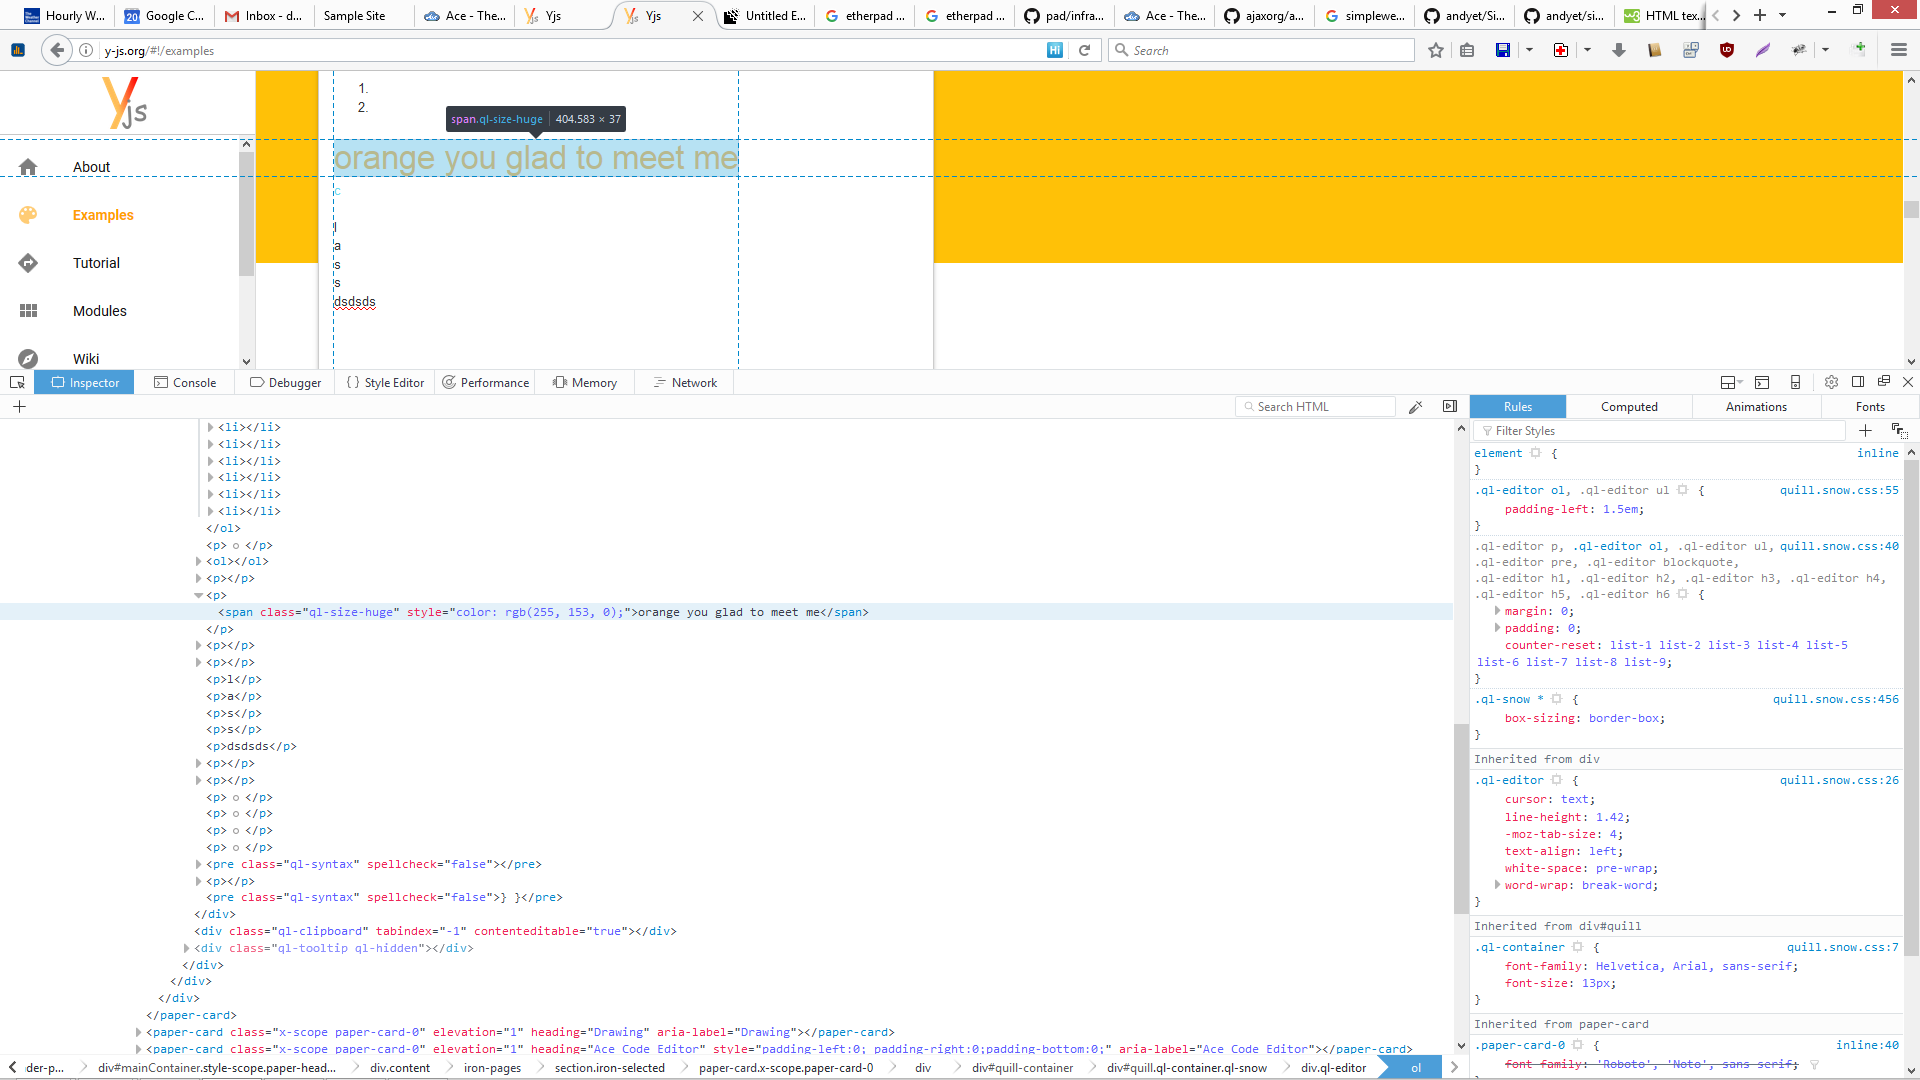 Hourly W...
Google C...
Inbox - d...
Sample Site
Ace - The...
Yjs
Yjs
Untitled E...
etherpad ...
etherpad ...
pad/infra...
Ace - The...
ajaxorg/a...
simplewe...
andyet/Si...
andyet/si...
HTML tex...
y-js.org/#!/examples
Hi
Search
Yjs
About
Examples
Tutorial
Modules
Wiki
1.
2.
span.ql-size-huge
404.583 × 37
orange you glad to meet me
c
l
a
s
s
dsdsds
Inspector
Console
Debugger
Style Editor
Performance
Memory
Network
Search HTML
<li></li>
<li></li>
<li></li>
<li></li>
<li></li>
<li></li>
</ol>
<p> </p>
<ol></ol>
<p></p>
<p>
<span class="ql-size-huge" style="color: rgb(255, 153, 0);">orange you glad to meet me</span>
</p>
<p></p>
<p></p>
<p>l</p>
<p>a</p>
<p>s</p>
<p>s</p>
<p>dsdsds</p>
<p></p>
<p></p>
<p> </p>
<p> </p>
<p> </p>
<p> </p>
<pre class="ql-syntax" spellcheck="false"></pre>
<p></p>
<pre class="ql-syntax" spellcheck="false">} }</pre>
</div>
<div class="ql-clipboard" tabindex="-1" contenteditable="true"></div>
<div class="ql-tooltip ql-hidden"></div>
</div>
</div>
</div>
</paper-card>
<paper-card class="x-scope paper-card-0" elevation="1" heading="Drawing" aria-label="Drawing"></paper-card>
<paper-card class="x-scope paper-card-0" elevation="1" heading="Ace Code Editor" style="padding-left:0; padding-right:0;padding-bottom:0;" aria-label="Ace Code Editor"></paper-card>
der-p...
div#mainContainer.style-scope.paper-head...
div.content
iron-pages
section.iron-selected
paper-card.x-scope.paper-card-0
div
div#quill-container
div#quill.ql-container.ql-snow
div.ql-editor
ol
Rules
Computed
Animations
Fonts
Filter Styles
element { inline
}
.ql-editor ol, .ql-editor ul { quill.snow.css:55
padding-left: 1.5em;
}
.ql-editor p, .ql-editor ol, .ql-editor ul, quill.snow.css:40
.ql-editor pre, .ql-editor blockquote,
.ql-editor h1, .ql-editor h2, .ql-editor h3, .ql-editor h4,
.ql-editor h5, .ql-editor h6 {
margin: 0;
padding: 0;
counter-reset: list-1 list-2 list-3 list-4 list-5
list-6 list-7 list-8 list-9;
}
.ql-snow * { quill.snow.css:456
box-sizing: border-box;
}
Inherited from div
.ql-editor { quill.snow.css:26
cursor: text;
line-height: 1.42;
-moz-tab-size: 4;
text-align: left;
white-space: pre-wrap;
word-wrap: break-word;
}
Inherited from div#quill
.ql-container { quill.snow.css:7
font-family: Helvetica, Arial, sans-serif;
font-size: 13px;
}
Inherited from paper-card
.paper-card-0 { inline:40
font-family: 'Roboto', 'Noto', sans-serif;